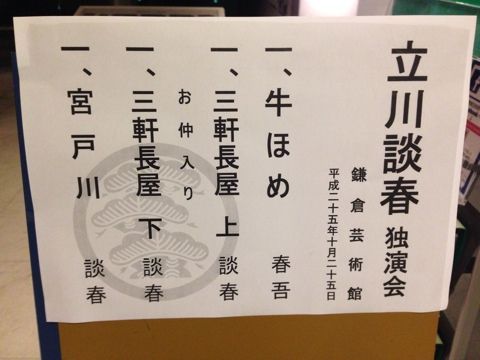 立川談春 独演会
鎌倉芸術館
平成二十五年十月二十五日
一、牛ほめ 春吾
一、三軒長屋 上 談春
お仲入り
一、三軒長屋 下 談春
一、宮戸川 談春